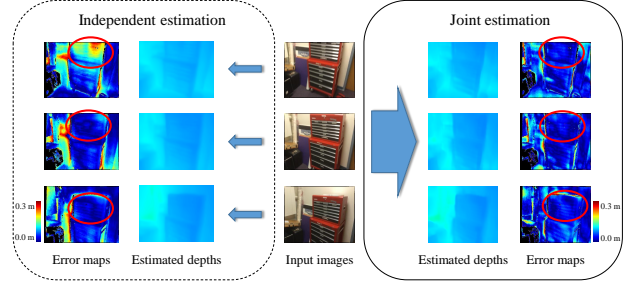 Independent estimation
Joint estimation
0.3 m
0.0 m
0.3 m
0.0 m
Error maps
Estimated depths
Input images
Estimated depths
Error maps